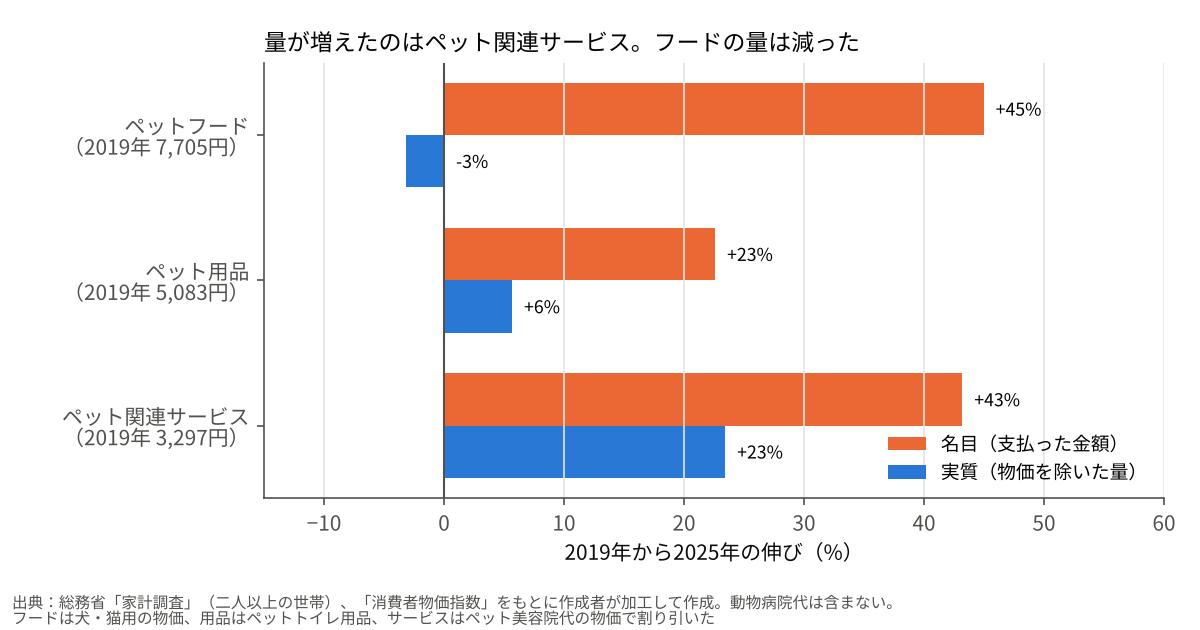 量が増えたのはペット関連サービス。フードの量は減った
ペットフード
（2019年 7,705円）
+45%
-3%
ペット用品
（2019年 5,083円）
+23%
+6%
ペット関連サービス
（2019年 3,297円）
+43%
+23%
名目（支払った金額）
実質（物価を除いた量）
−10 0 10 20 30 40 50 60
2019年から2025年の伸び（%）
出典：総務省「家計調査」（二人以上の世帯）、「消費者物価指数」をもとに作成者が加工して作成。動物病院代は含まない。
フードは犬・猫用の物価、用品はペットトイレ用品、サービスはペット美容院代の物価で割り引いた